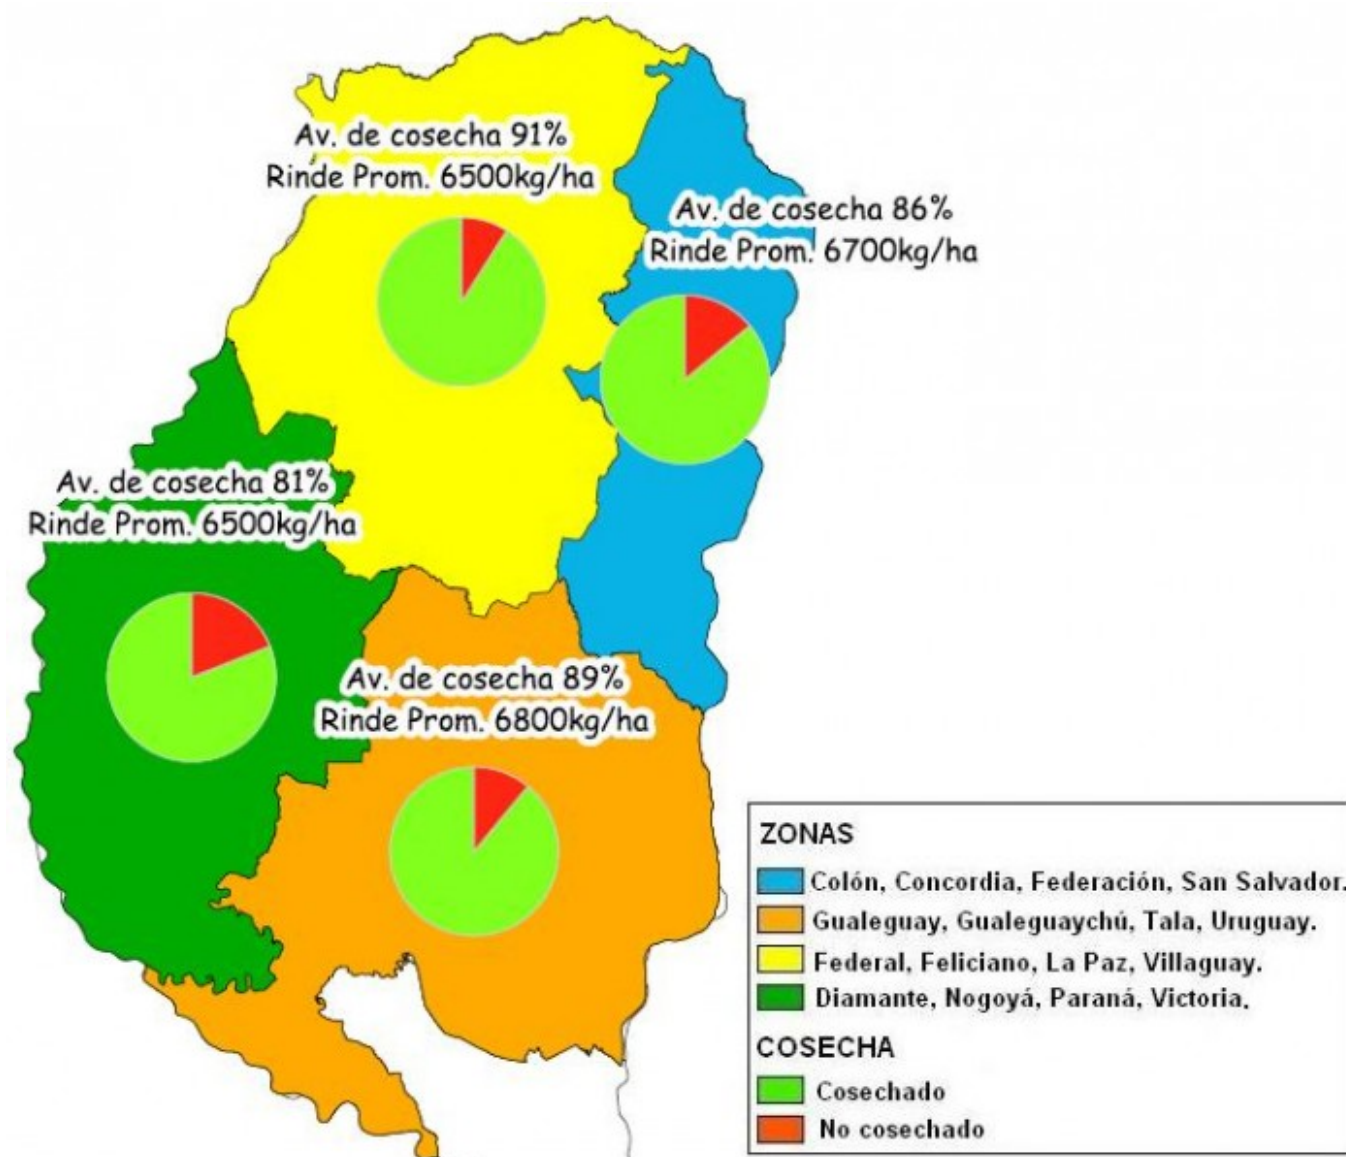 Av. de cosecha 91%
Rinde Prom. 6500kg/ha
Av. de cosecha 86%
Rinde Prom. 6700kg/ha
Av. de cosecha 81%
Rinde Prom. 6500kg/ha
Av. de cosecha 89%
Rinde Prom. 6800kg/ha
ZONAS
Colón, Concordia, Federación, San Salvador.
Gualeguay, Gualeguaychú, Tala, Uruguay.
Federal, Feliciano, La Paz, Villaguay.
Diamante, Nogoyá, Paraná, Victoria.
COSECHA
Cosechado
No cosechado